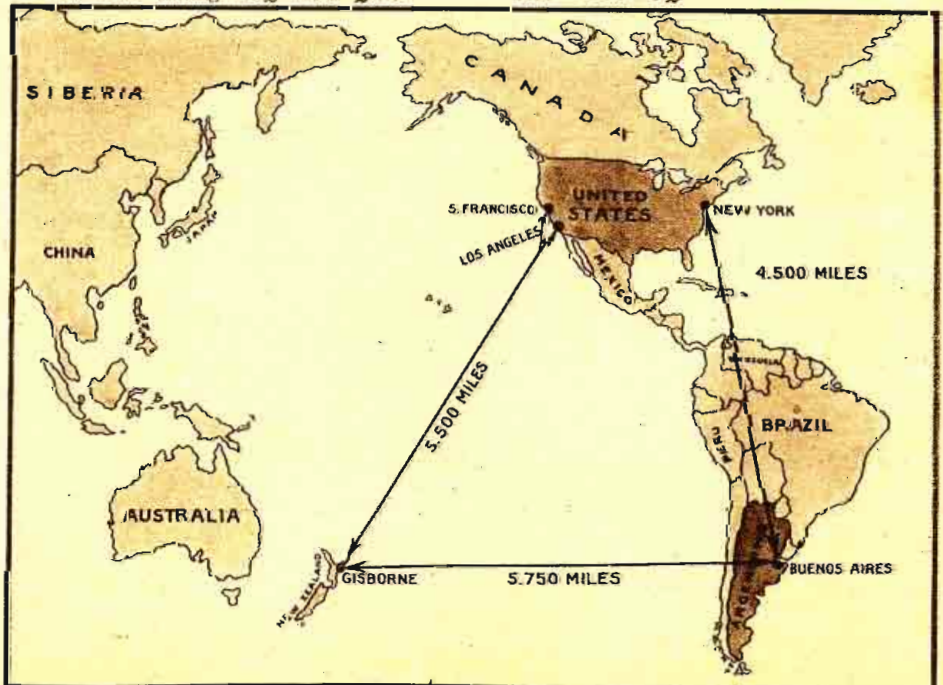 CANADA
SIBERIA
UNITED
STATES
S. FRANCISCO
NEW YORK
JAPAN
LOS ANGELES
CHINA
MEXICO
4.500 MILES
5.500 MILES
PERU
BRAZIL
AUSTRALIA
NEW ZEALAND
GISBORNE
5.750 MILES
BUENOS AIRES